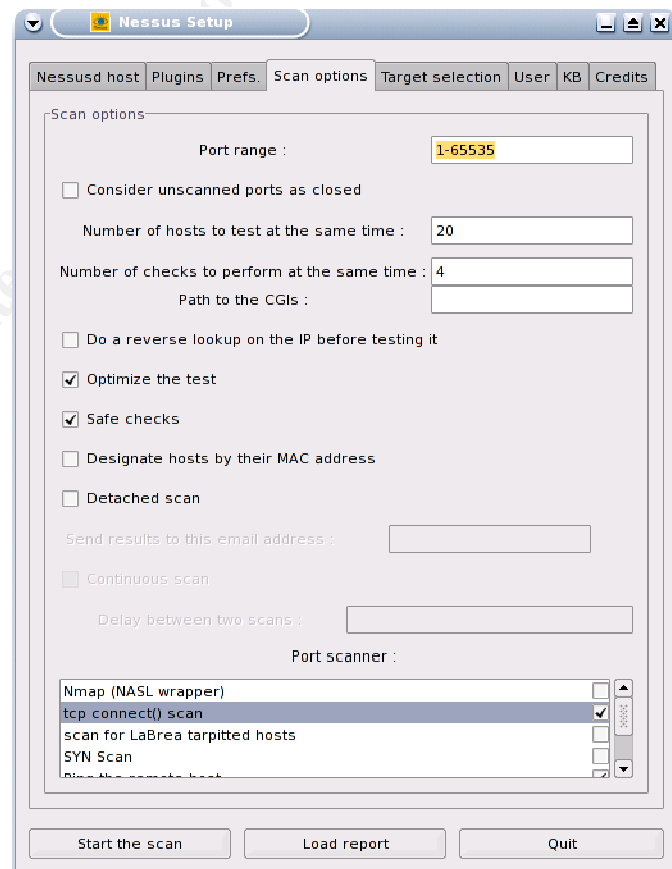 Nessus Setup
Nessusd host Plugins Prefs. Scan options Target selection User KB Credits
Scan options
Port range : 1-65535
Consider unscanned ports as closed
Number of hosts to test at the same time : 20
Number of checks to perform at the same time : 4
Path to the CGIs :
Do a reverse lookup on the IP before testing it
Optimize the test
Safe checks
Designate hosts by their MAC address
Detached scan
Send results to this email address :
Continuous scan
Delay between two scans :
Port scanner :
Nmap (NASL wrapper)
tcp connect() scan
scan for LaBrea tarpitted hosts
SYN Scan
Ping the remote host
Start the scan Load report Quit